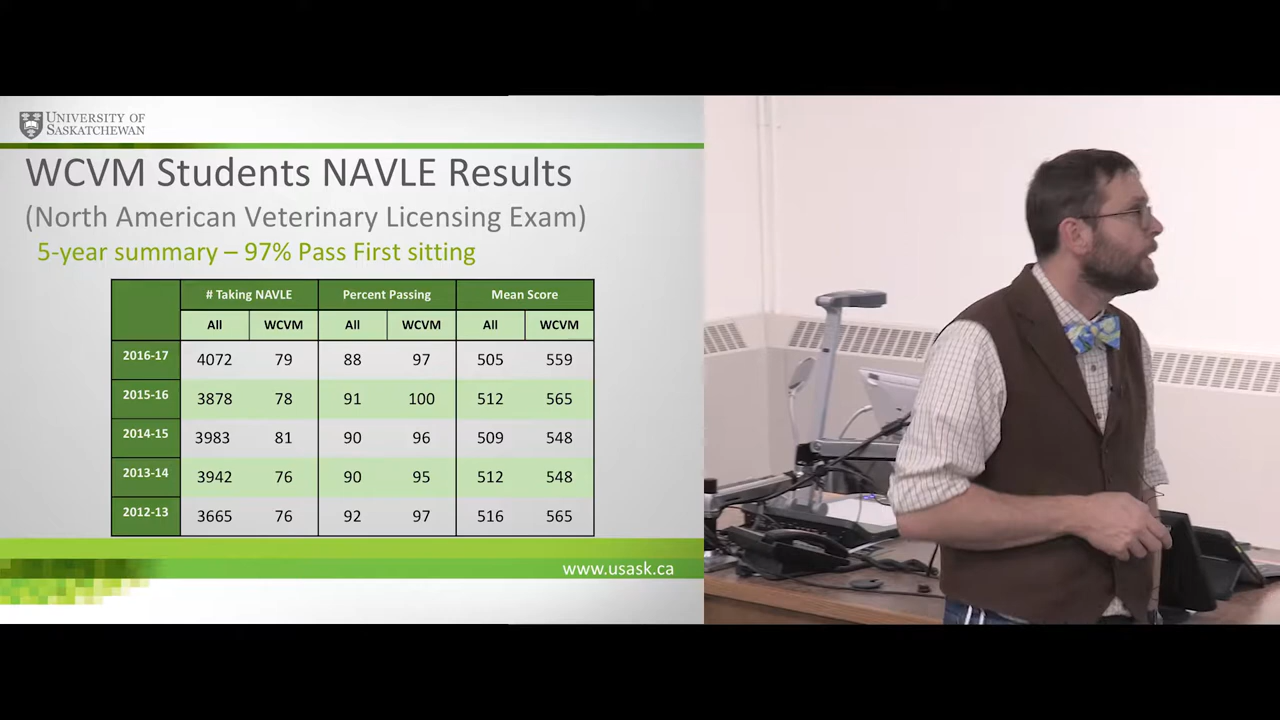 UNIVERSITY OF
SASKATCHEWAN
WCVM Students NAVLE Results
(North American Veterinary Licensing Exam)
5-year summary – 97% Pass First sitting
# Taking NAVLE Percent Passing Mean Score
All WCVM All WCVM All WCVM
2016-17 4072 79 88 97 505 559
2015-16 3878 78 91 100 512 565
2014-15 3983 81 90 96 509 548
2013-14 3942 76 90 95 512 548
2012-13 3665 76 92 97 516 565
www.usask.ca